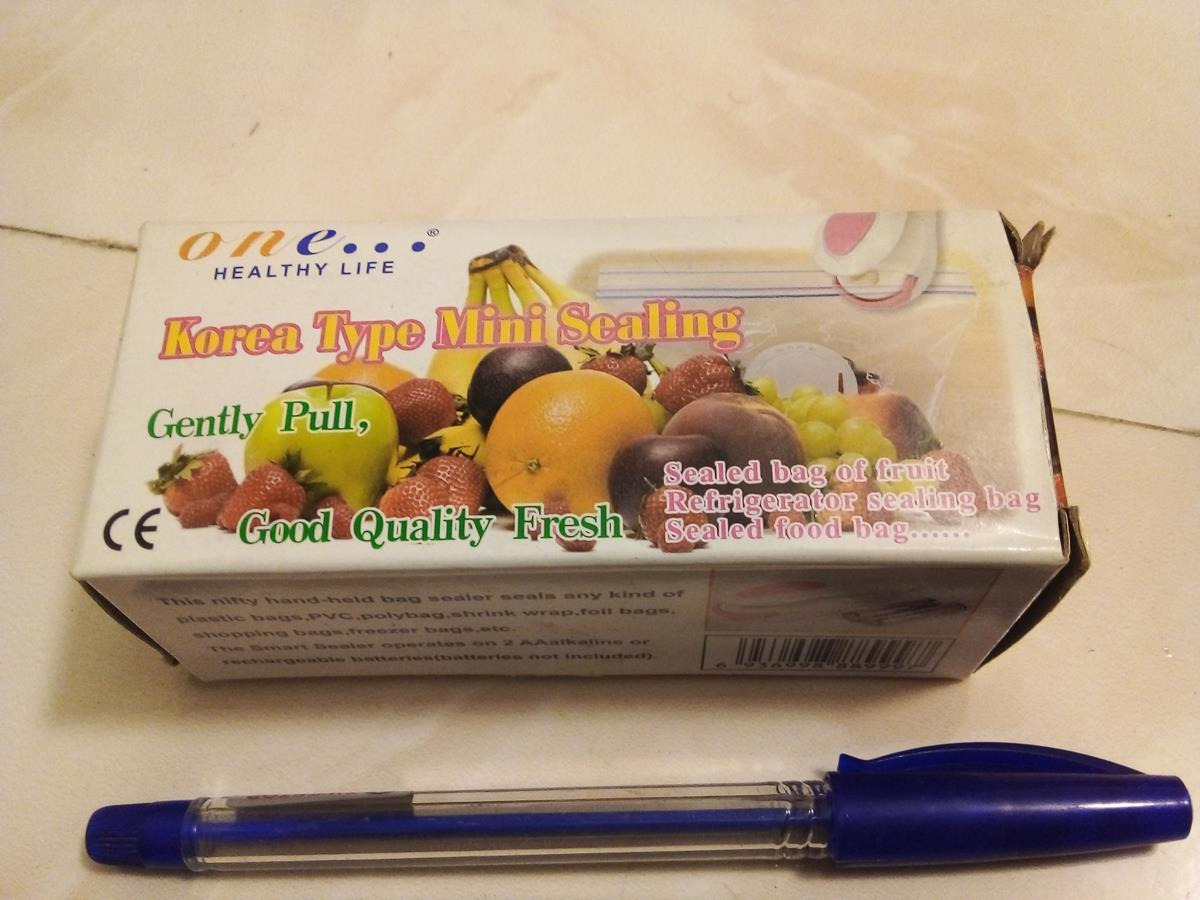 one...®
HEALTHY LIFE
Korea Type Mini Sealing
Gently Pull,
Good Quality Fresh
Sealed bag of fruit
Refrigerator sealing bag
Sealed food bag......
CE
This nifty hand-held bag sealer seals any kind of
plastic bags,PVC,polybag,shrink wrap,foil bags,
shopping bags,freezer bags,etc.
The Smart Sealer operates on 2 AAalkaline or
rechargeable batteries(batteries not included).